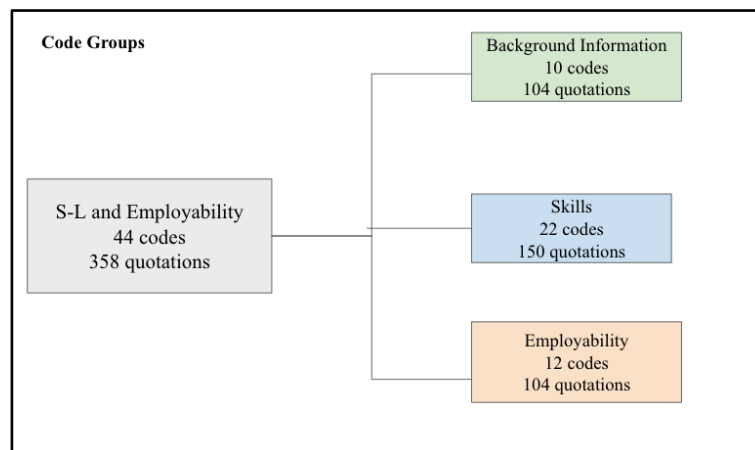 Code Groups
S-L and Employability
44 codes
358 quotations
Background Information
10 codes
104 quotations
Skills
22 codes
150 quotations
Employability
12 codes
104 quotations